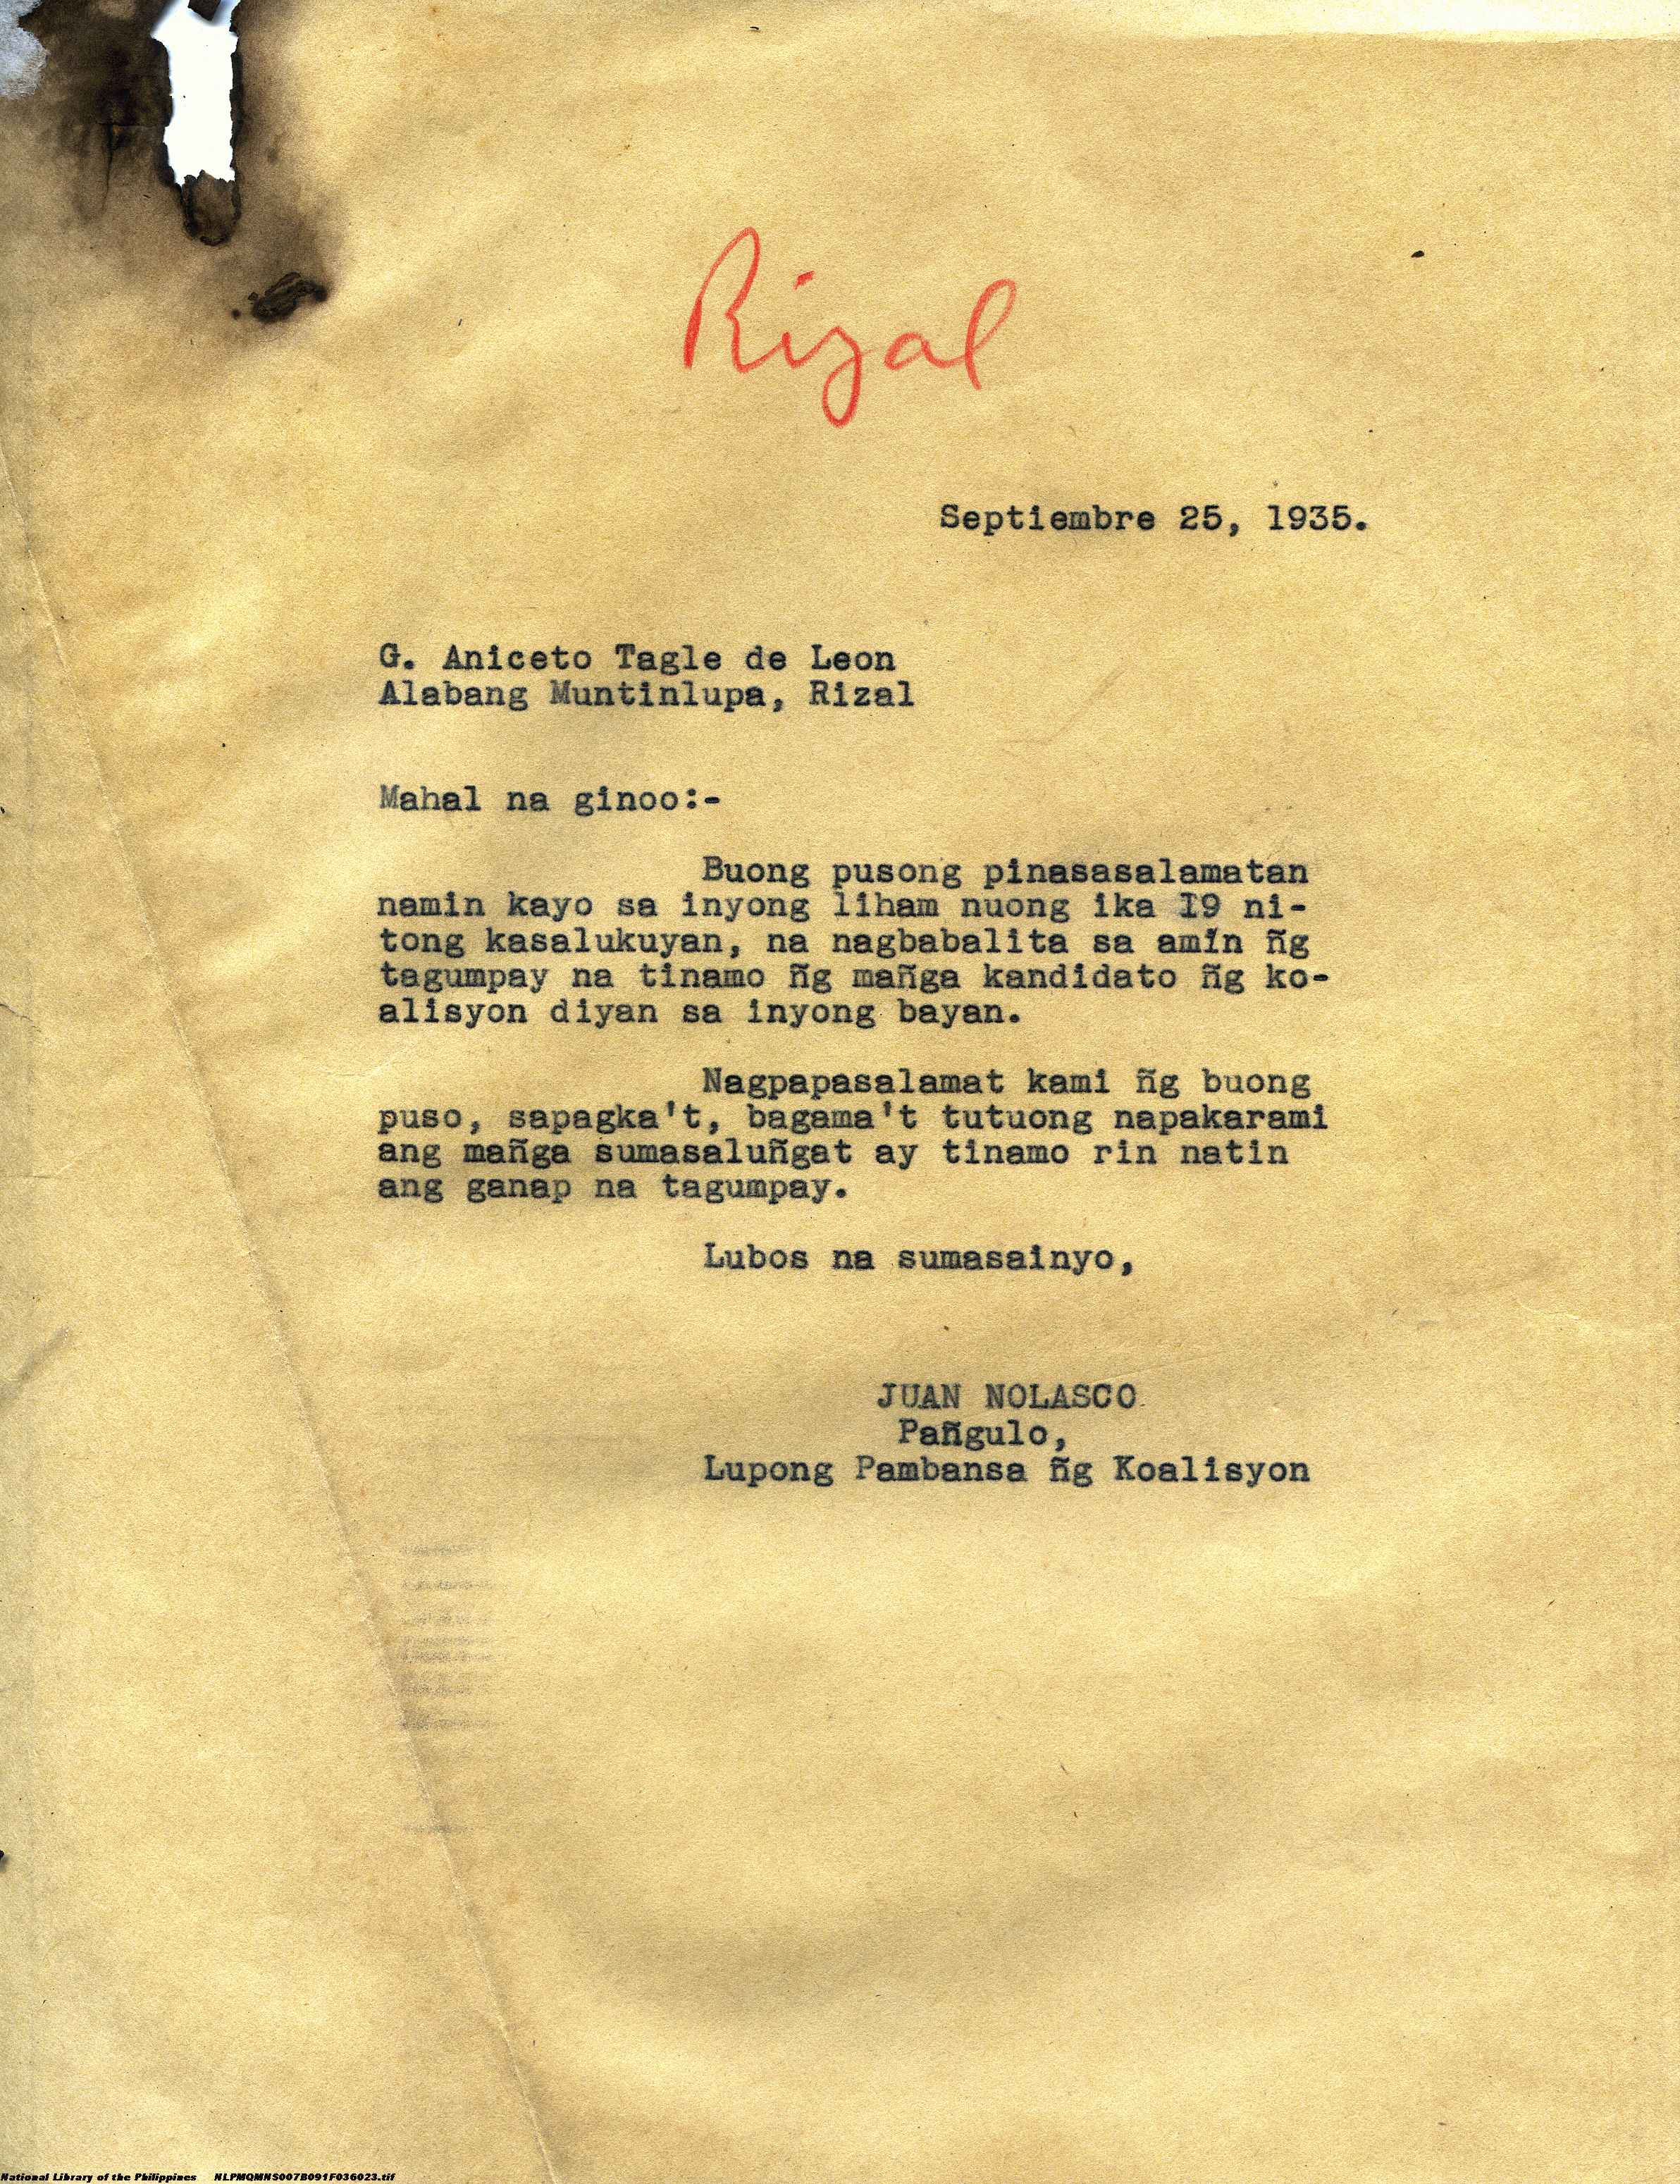 Rizal
Septiembre 25, 1935.
G. Aniceto Tagle de Leon
Alabang Muntinlupa, Rizal
Mahal na ginoo:-
Buong pusong pinasasalamatan
namin kayo sa inyong liham nuong ika I9 ni-
tong kasalukuyan, na nagbabalita sa amin ñg
tagumpay na tinamo ñg mañga kandidato ñg ko-
alisyon diyan sa inyong bayan.
Nagpapasalamat kami ñg buong
puso, sapagka't, bagama't tutuong napakarami
ang mañga sumasaluñgat ay tinamo rin natin
ang ganap na tagumpay.
Lubos na sumasainyo,
JUAN NOLASCO
Pañgulo,
Lupong Pambansa ñg Koalisyon
National Library of the Philippines NLPMQMNS007B091F036023.tif